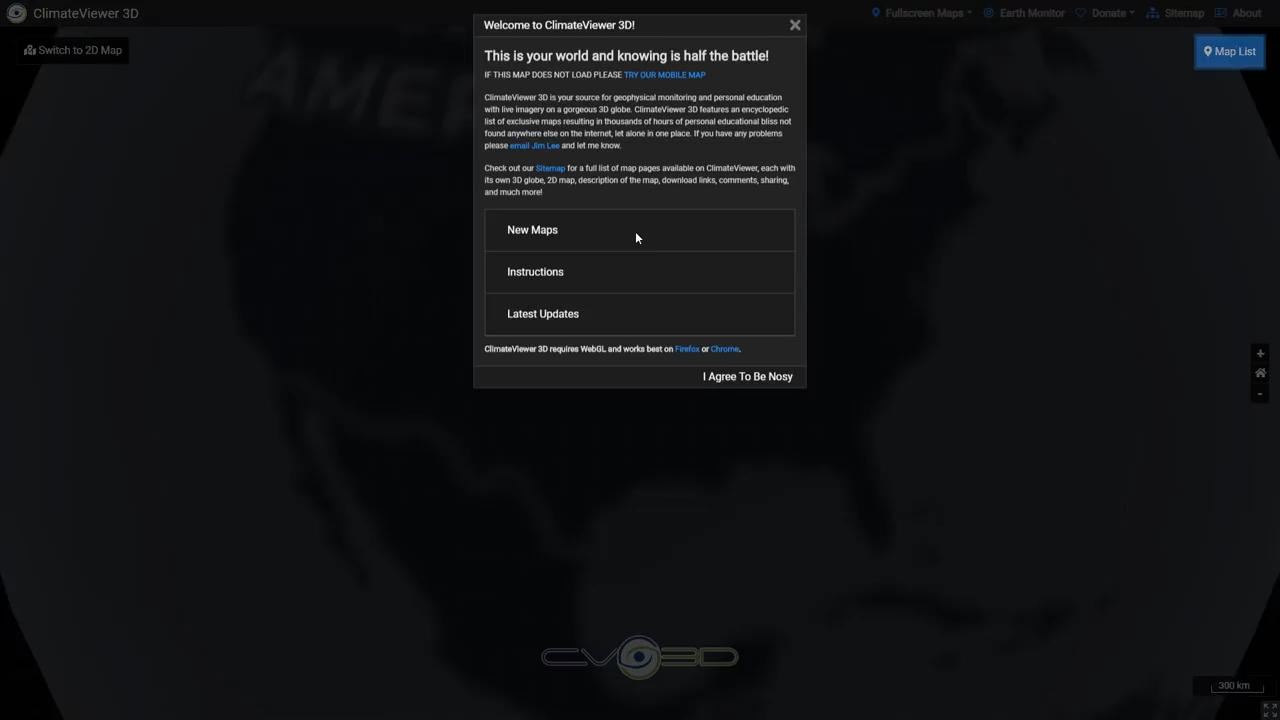 ClimateViewer 3D
Fullscreen Maps
Earth Monitor
Donate
Sitemap
About
Switch to 2D Map
Map List
Welcome to ClimateViewer 3D!
This is your world and knowing is half the battle!
IF THIS MAP DOES NOT LOAD PLEASE TRY OUR MOBILE MAP
ClimateViewer 3D is your source for geophysical monitoring and personal education
with live imagery on a gorgeous 3D globe. ClimateViewer 3D features an encyclopedic
list of exclusive maps resulting in thousands of hours of personal educational bliss not
found anywhere else on the internet, let alone in one place. If you have any problems
please email Jim Lee and let me know.
Check out our Sitemap for a full list of map pages available on ClimateViewer, each with
its own 3D globe, 2D map, description of the map, download links, comments, sharing,
and much more!
New Maps
Instructions
Latest Updates
ClimateViewer 3D requires WebGL and works best on Firefox or Chrome.
I Agree To Be Nosy
+
-
CV3D
300 km